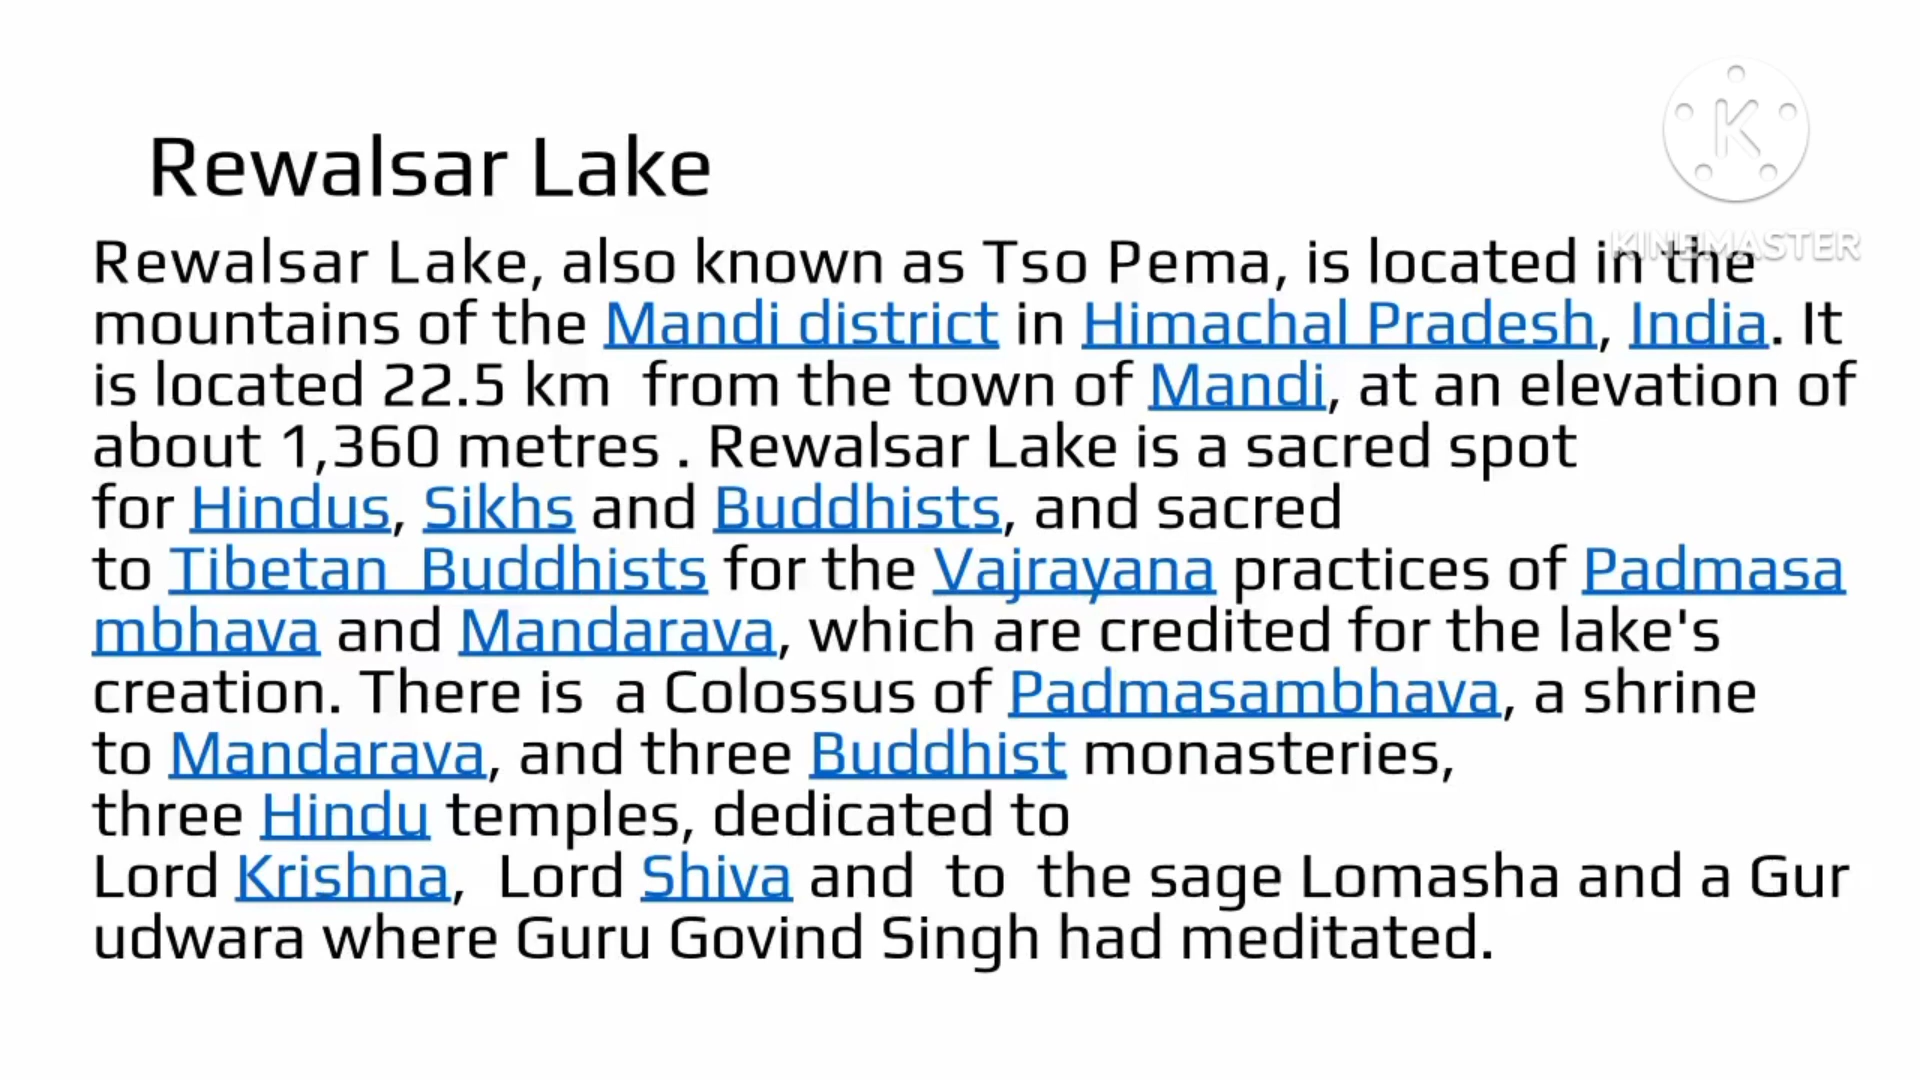 Rewalsar Lake
K
KINEMASTER
Rewalsar Lake, also known as Tso Pema, is located in the
mountains of the Mandi district in Himachal Pradesh, India. It
is located 22.5 km  from the town of Mandi, at an elevation of
about 1,360 metres . Rewalsar Lake is a sacred spot
for Hindus, Sikhs and Buddhists, and sacred
to Tibetan  Buddhists for the Vajrayana practices of Padmasa
mbhava and Mandarava, which are credited for the lake's
creation. There is  a Colossus of Padmasambhava, a shrine
to Mandarava, and three Buddhist monasteries,
three Hindu temples, dedicated to
Lord Krishna,  Lord Shiva and  to  the sage Lomasha and a Gur
udwara where Guru Govind Singh had meditated.